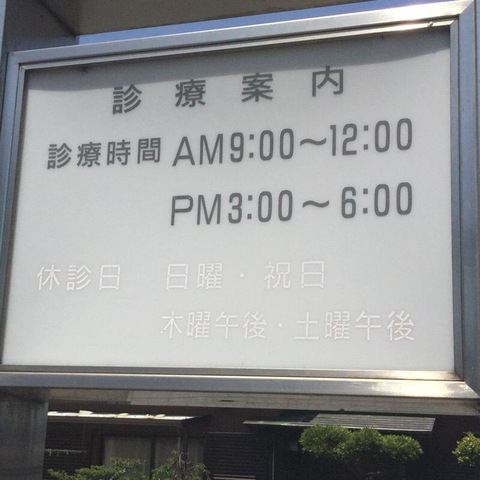 診療案内
診療時間 AM9:00～12:00
PM3:00～6:00
休診日 日曜・祝日
木曜午後・土曜午後